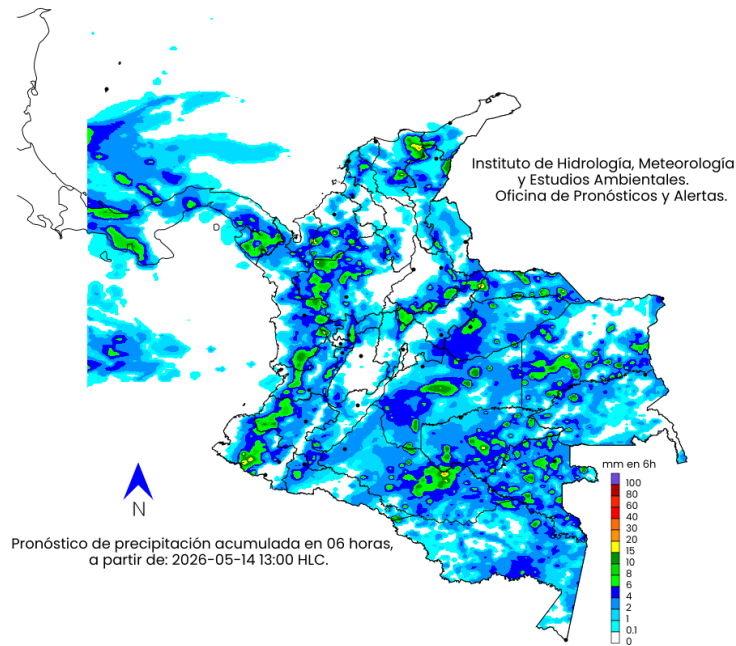 Instituto de Hidrología, Meteorología
y Estudios Ambientales.
Oficina de Pronósticos y Alertas.
mm en 6h
100
80
60
40
30
20
15
10
8
6
4
2
1
0.1
0
N
Pronóstico de precipitación acumulada en 06 horas,
a partir de: 2026-05-14 13:00 HLC.